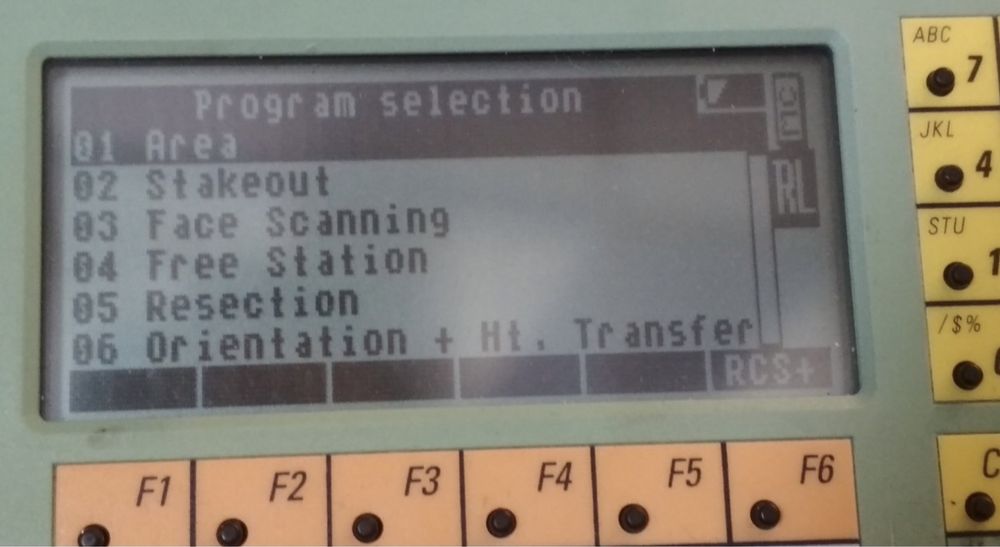 Program selection
01 Area
02 Stakeout
03 Face Scanning
04 Free Station
05 Resection
06 Orientation + Ht. Transfer
RL
RCS+
F1 F2 F3 F4 F5 F6
ABC 7
JKL 4
STU 1
/$%
C